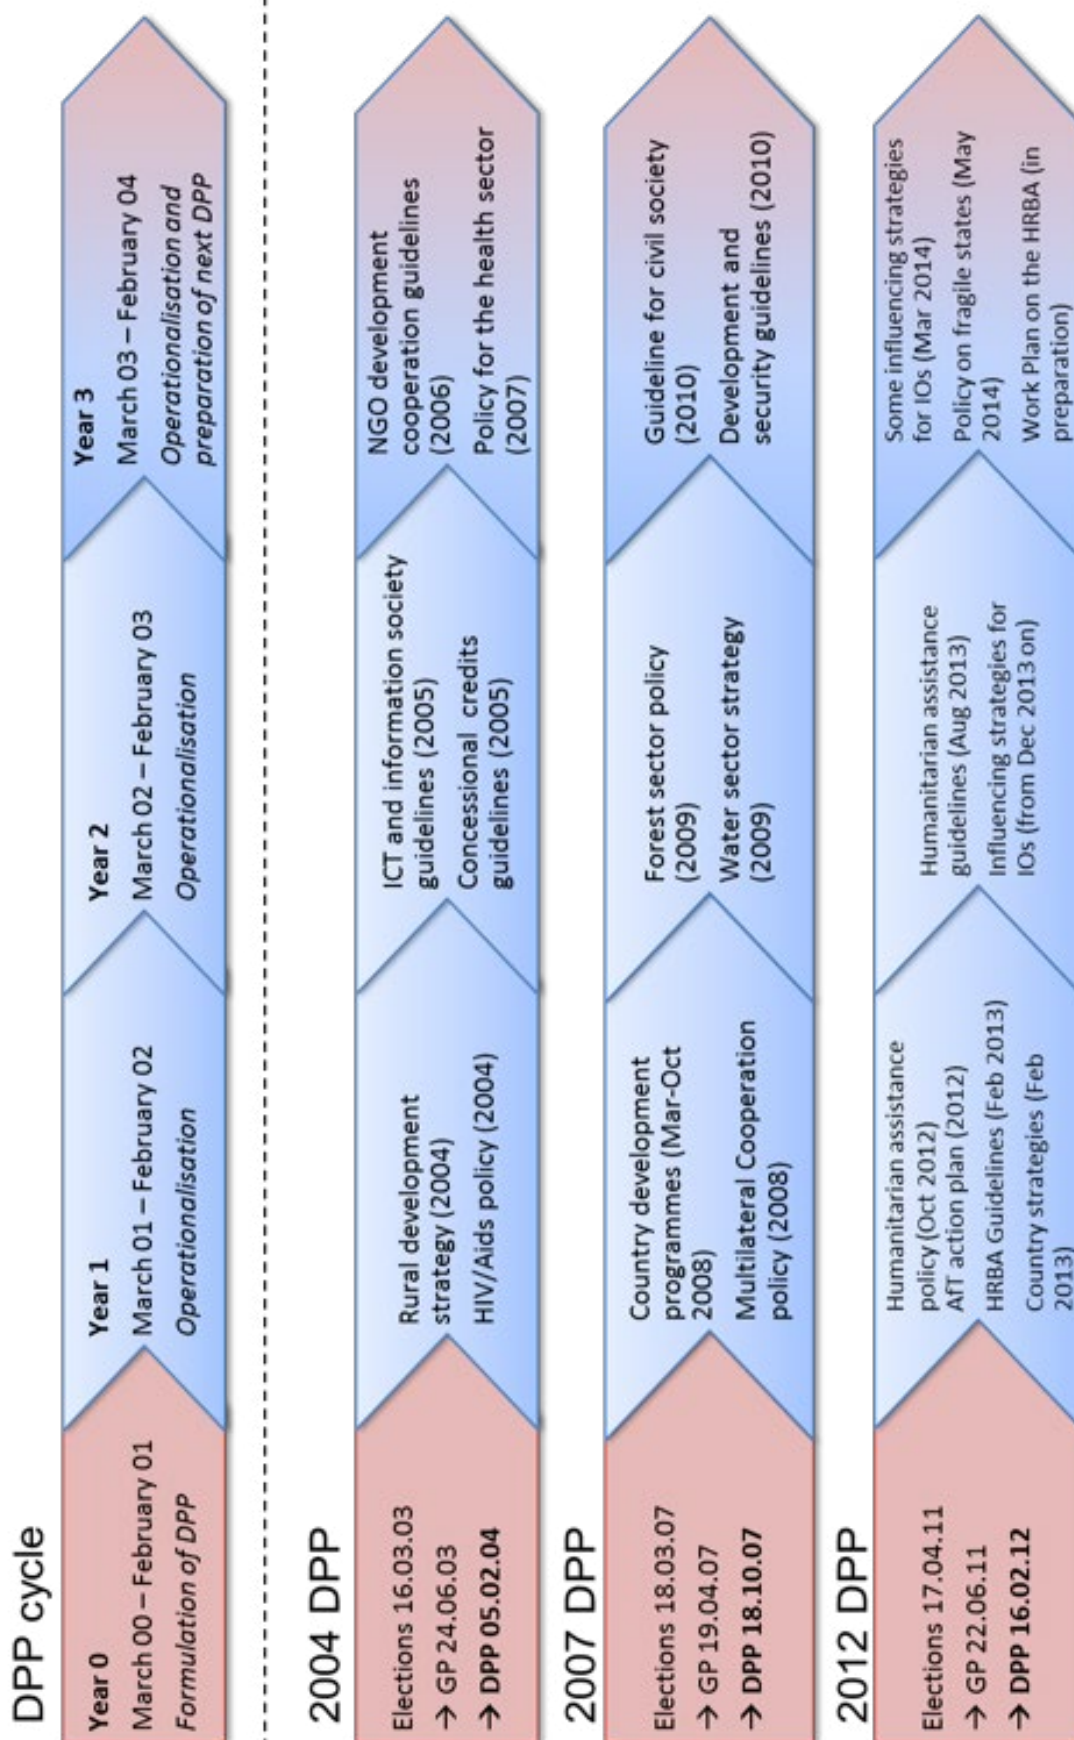 DPP cycle
Year 0
March 00 – February 01
Formulation of DPP
Year 1
March 01 – February 02
Operationalisation
Year 2
March 02 – February 03
Operationalisation
Year 3
March 03 – February 04
Operationalisation and
preparation of next DPP
2004 DPP
Elections 16.03.03
→ GP 24.06.03
→ DPP 05.02.04
Rural development
strategy (2004)
HIV/Aids policy (2004)
ICT and information society
guidelines (2005)
Concessional credits
guidelines (2005)
NGO development
cooperation guidelines
(2006)
Policy for the health sector
(2007)
2007 DPP
Elections 18.03.07
→ GP 19.04.07
→ DPP 18.10.07
Country development
programmes (Mar-Oct
2008)
Multilateral Cooperation
policy (2008)
Forest sector policy
(2009)
Water sector strategy
(2009)
Guideline for civil society
(2010)
Development and
security guidelines (2010)
2012 DPP
Elections 17.04.11
→ GP 22.06.11
→ DPP 16.02.12
Humanitarian assistance
policy (Oct 2012)
AfT action plan (2012)
HRBA Guidelines (Feb 2013)
Country strategies (Feb
2013)
Humanitarian assistance
guidelines (Aug 2013)
Influencing strategies for
IOs (from Dec 2013 on)
Some influencing strategies
for IOs (Mar 2014)
Policy on fragile states (May
2014)
Work Plan on the HRBA (in
preparation)